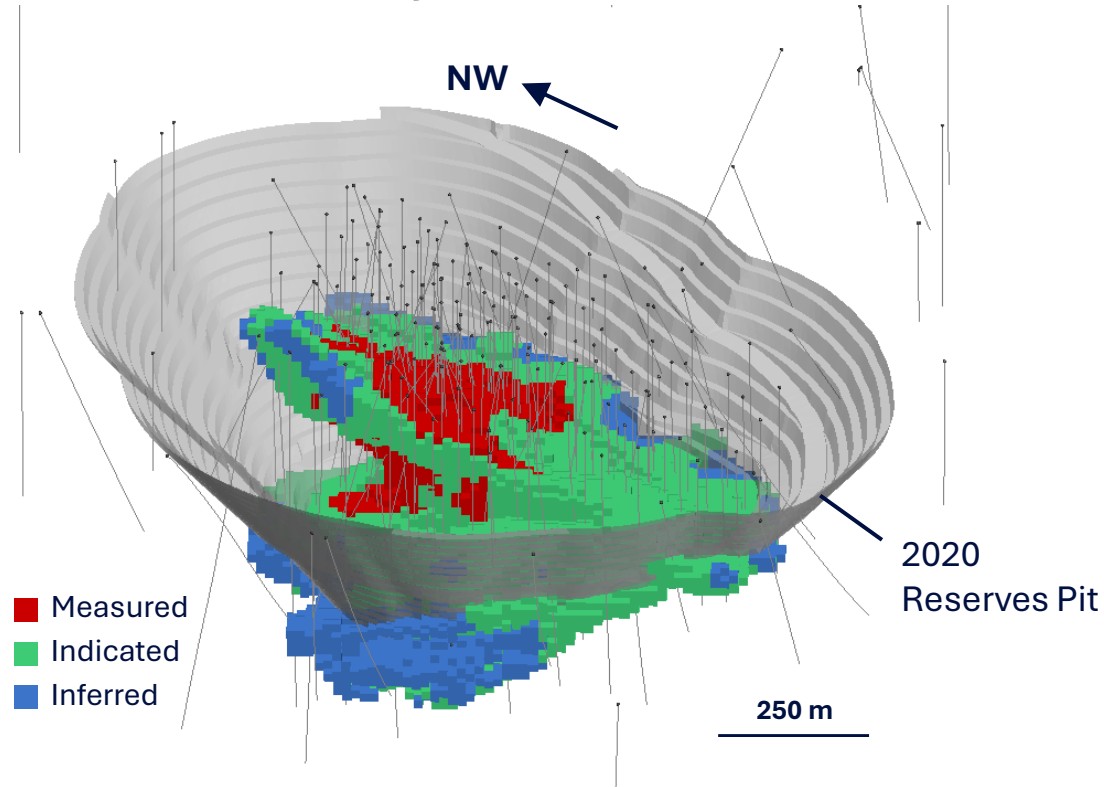 NW
2020
Reserves Pit
Measured
Indicated
Inferred
250 m